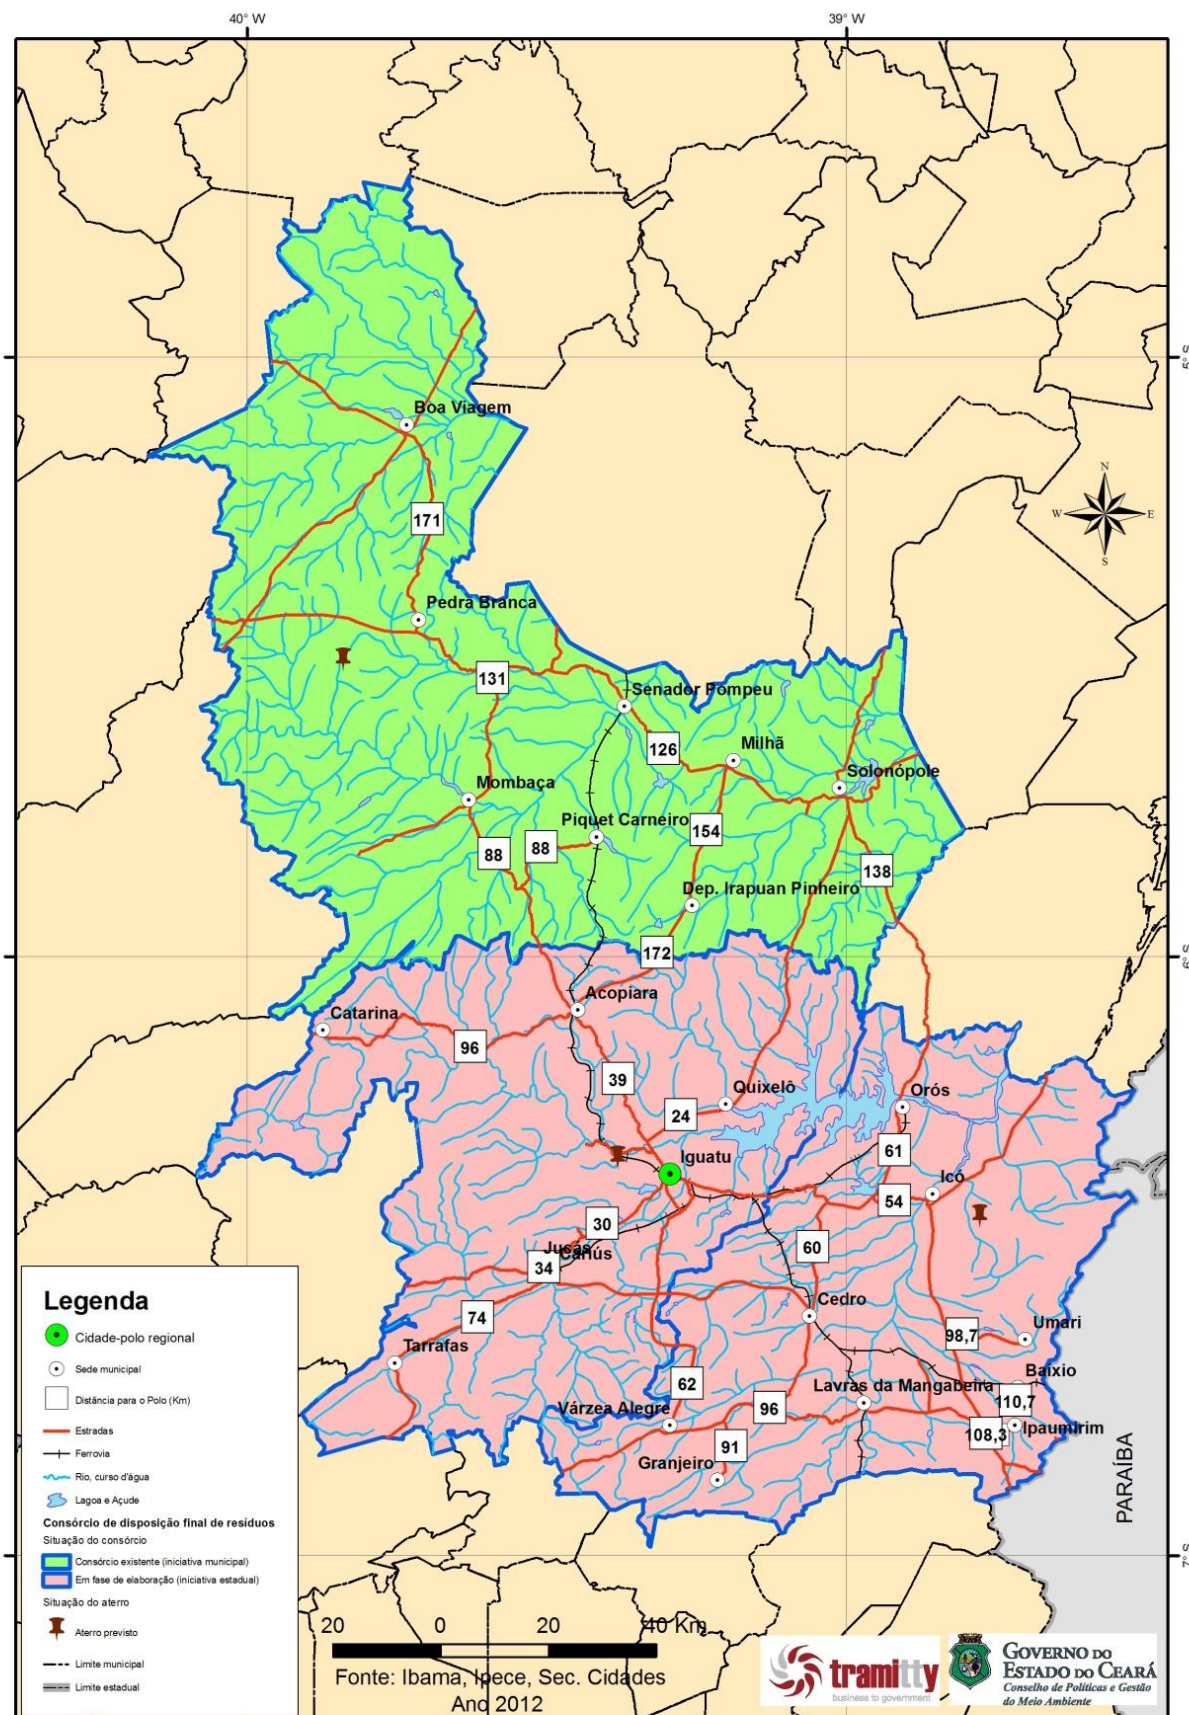 40° W
39° W
5° S
Boa Viagem
N
W
E
S
171
Pedra Branca
131
Senador Pompeu
126
Milhã
Mombaça
Solonópole
Piquet Carneiro
88
88
154
138
Dep. Irapuan Pinheiro
172
6° S
Acopiara
Catarina
96
39
Quixelô
Orós
24
61
Iguatu
Icó
54
30
60
Jucás
Cariús
34
74
Cedro
Umari
98,7
Tarrafas
Baixio
62
Lavras da Mangabeira
96
110,7
Várzea Alegre
108,3
Ipaumirim
91
Granjeiro
PARAÍBA
7° S
Legenda
Cidade-polo regional
Sede municipal
Distância para o Polo (Km)
Estradas
Ferrovia
Rio, curso d'água
Lagoa e Açude
Consórcio de disposição final de resíduos
Situação do consórcio
Consórcio existente (iniciativa municipal)
Em fase de elaboração (iniciativa estadual)
Situação do aterro
Aterro previsto
Limite municipal
Limite estadual
20 0 20 40 Km
Fonte: Ibama, Ipece, Sec. Cidades
Ano 2012
tramitty
business to government
GOVERNO DO
ESTADO DO CEARÁ
Conselho de Políticas e Gestão
do Meio Ambiente